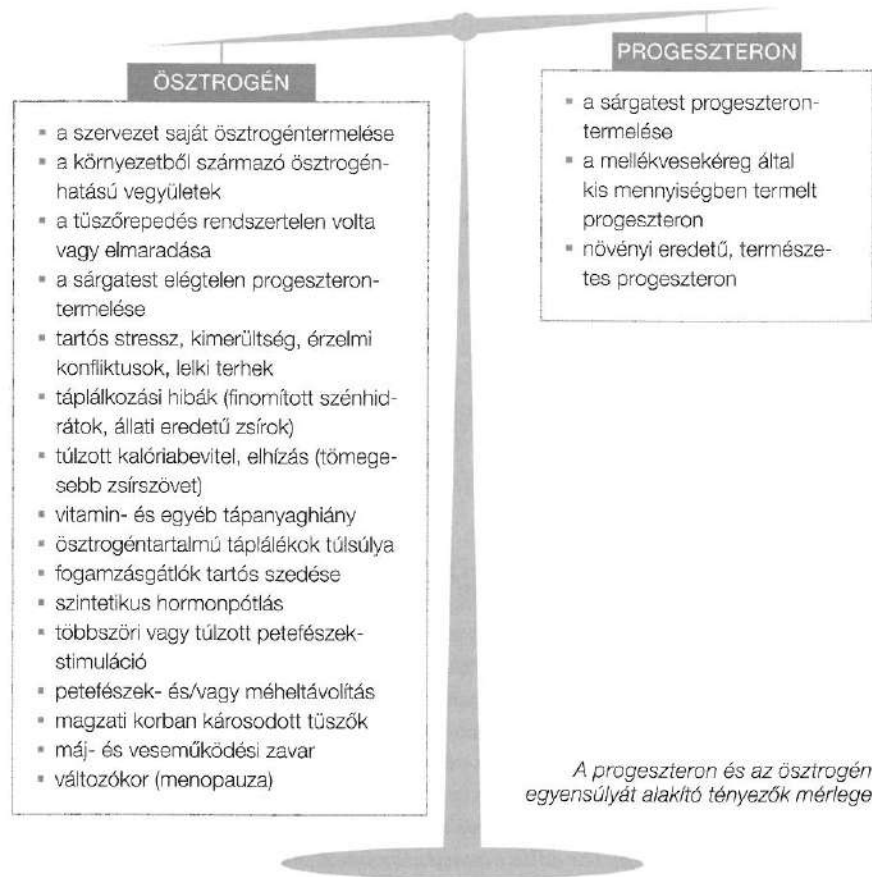 ÖSZTROGÉN
▪ a szervezet saját ösztrogéntermelése
▪ a környezetből származó ösztrogén-
hatású vegyületek
▪ a tüszőrepedés rendszertelen volta
vagy elmaradása
▪ a sárgatest elégtelen progeszteron-
termelése
▪ tartós stressz, kimerültség, érzelmi
konfliktusok, lelki terhek
▪ táplálkozási hibák (finomított szénhid-
rátok, állati eredetű zsírok)
▪ túlzott kalóriabevitel, elhízás (tömege-
sebb zsírszövet)
▪ vitamin- és egyéb tápanyaghiány
▪ ösztrogéntartalmú táplálékok túlsúlya
▪ fogamzásgátlók tartós szedése
▪ szintetikus hormonpótlás
▪ többszöri vagy túlzott petefészek-
stimuláció
▪ petefészek- és/vagy méheltávolítás
▪ magzati korban károsodott tüszők
▪ máj- és veseműködési zavar
▪ változókor (menopauza)
PROGESZTERON
▪ a sárgatest progeszteron-
termelése
▪ a mellékvesekéreg által
kis mennyiségben termelt
progeszteron
▪ növényi eredetű, természe-
tes progeszteron
A progeszteron és az ösztrogén
egyensúlyát alakító tényezők mérlege